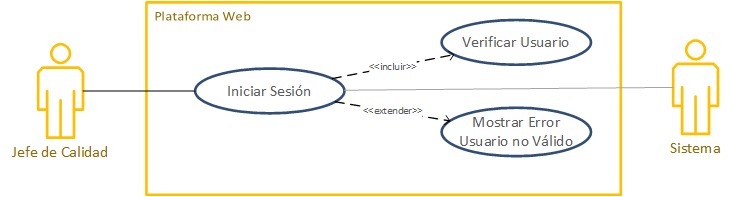 Plataforma Web
Verificar Usuario
<<incluir>>
Iniciar Sesión
<<extender>>
Mostrar Error
Usuario no Válido
Jefe de Calidad
Sistema